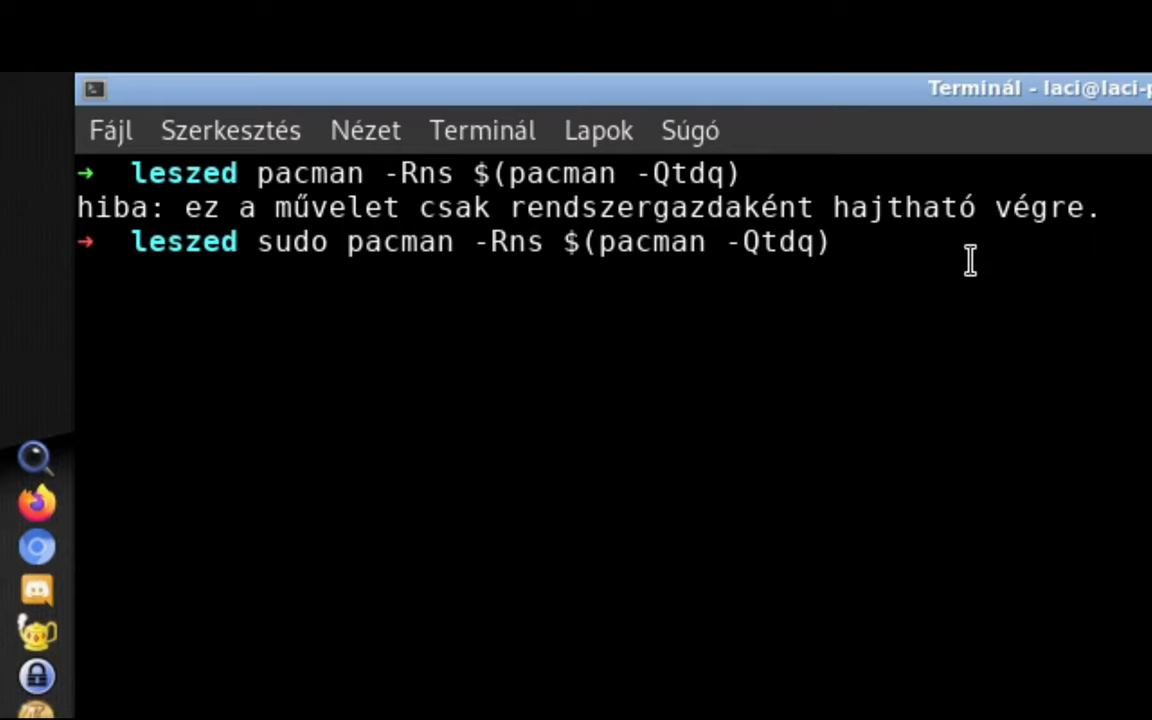 Terminál - laci@laci-p
Fájl Szerkesztés Nézet Terminál Lapok Súgó
➜ leszed pacman -Rns $(pacman -Qtdq)
hiba: ez a művelet csak rendszergazdaként hajtható végre.
➜ leszed sudo pacman -Rns $(pacman -Qtdq)